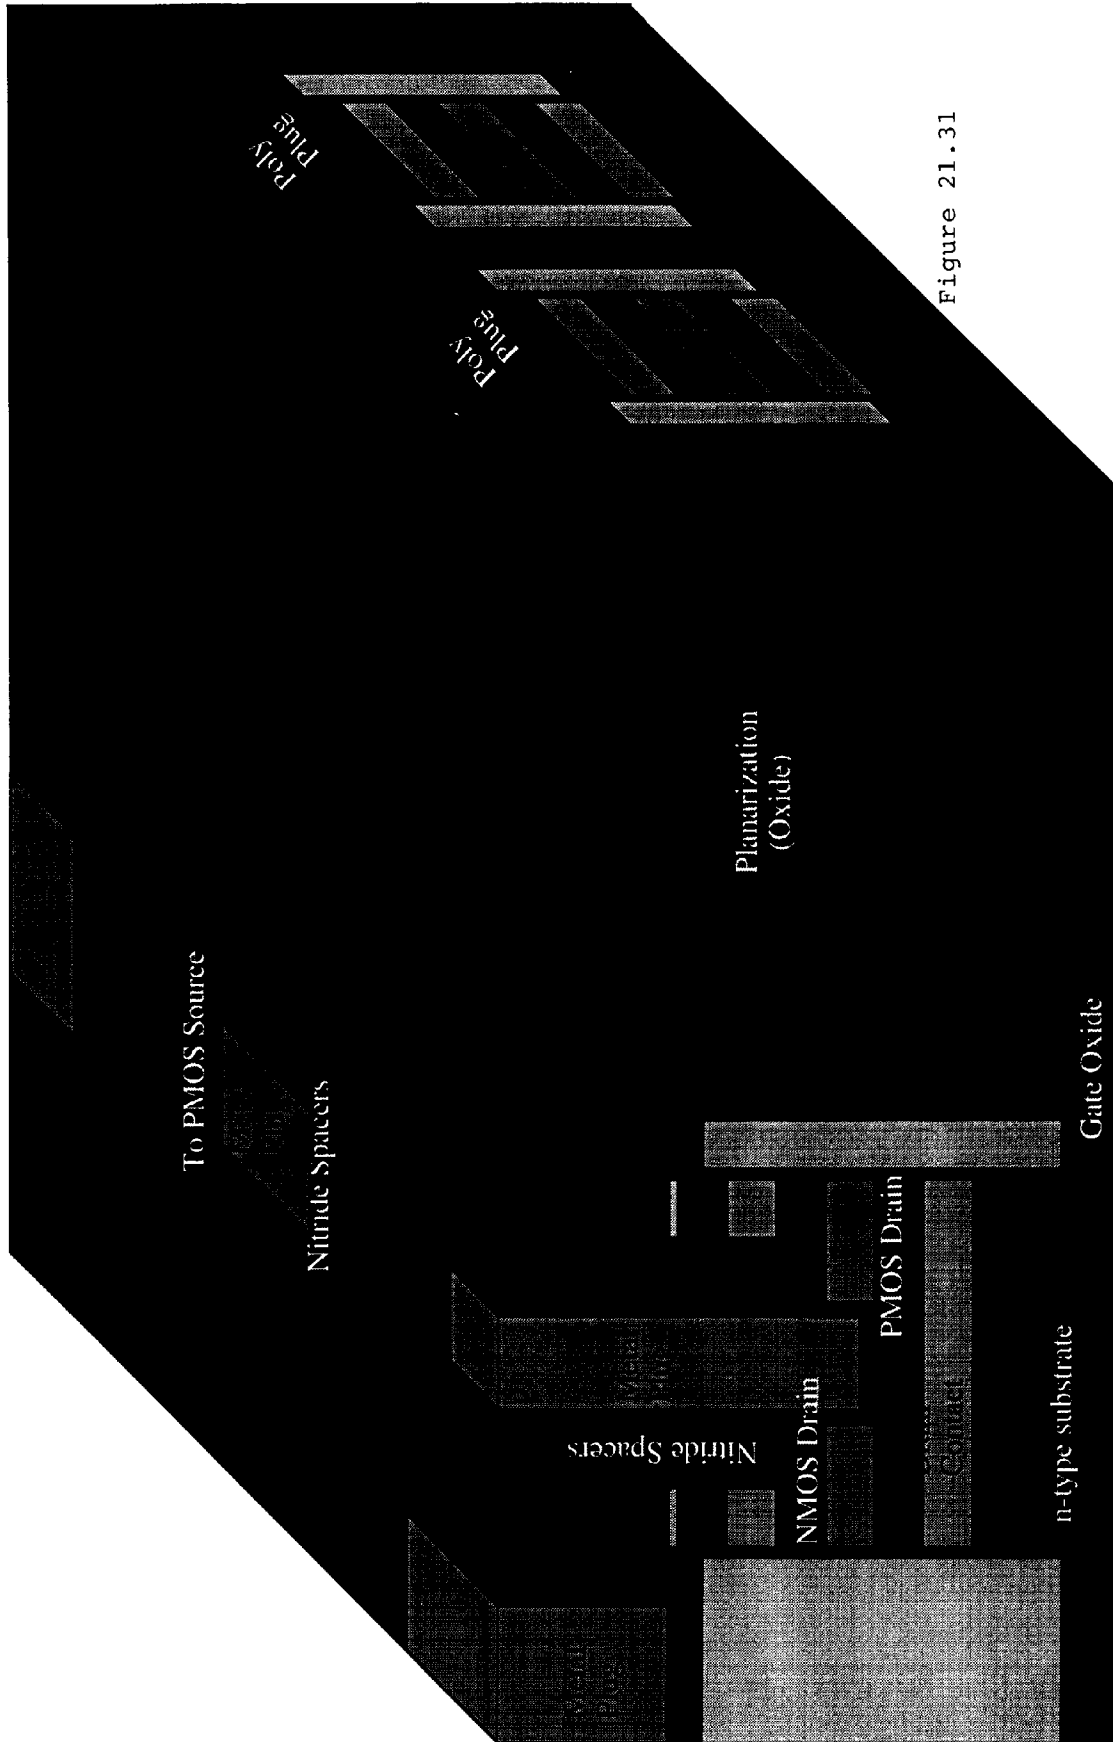 Poly
Plug
Poly
Plug
To PMOS Source
Nitride Spacers
Planarization
(Oxide)
Nitride Spacers
NMOS Drain
PMOS Drain
Contact
n-type substrate
Gate Oxide
Figure 21.31